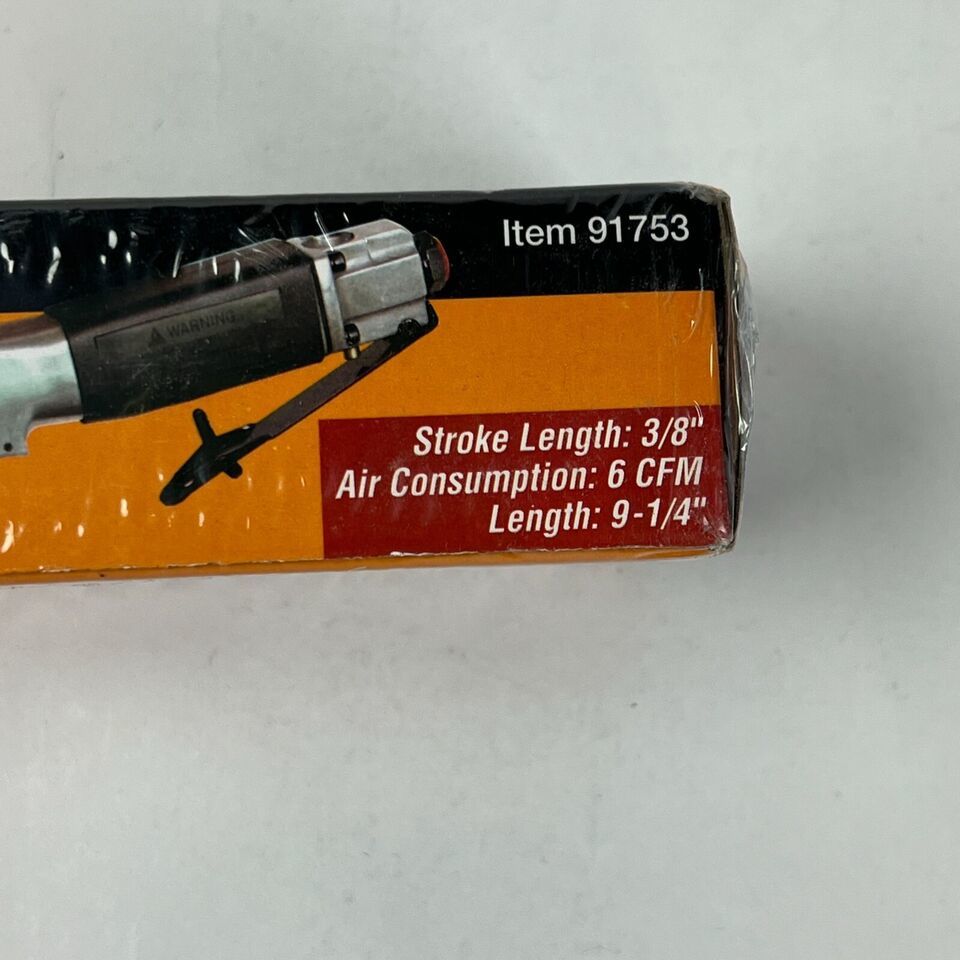 Item 91753
⚠ WARNING
Stroke Length: 3/8"
Air Consumption: 6 CFM
Length: 9-1/4"